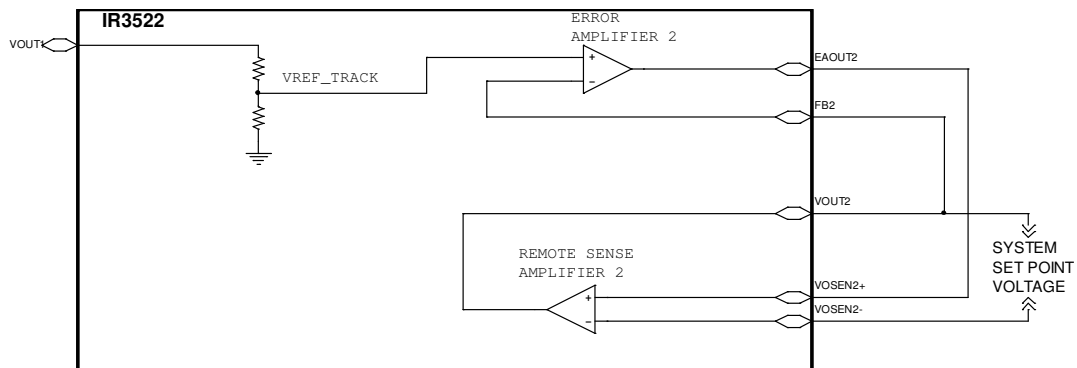 IR3522
VOUT1
VREF_TRACK
ERROR
AMPLIFIER 2
+
−
EAOUT2
FB2
VOUT2
REMOTE SENSE
AMPLIFIER 2
+
−
VOSEN2+
VOSEN2-
SYSTEM
SET POINT
VOLTAGE